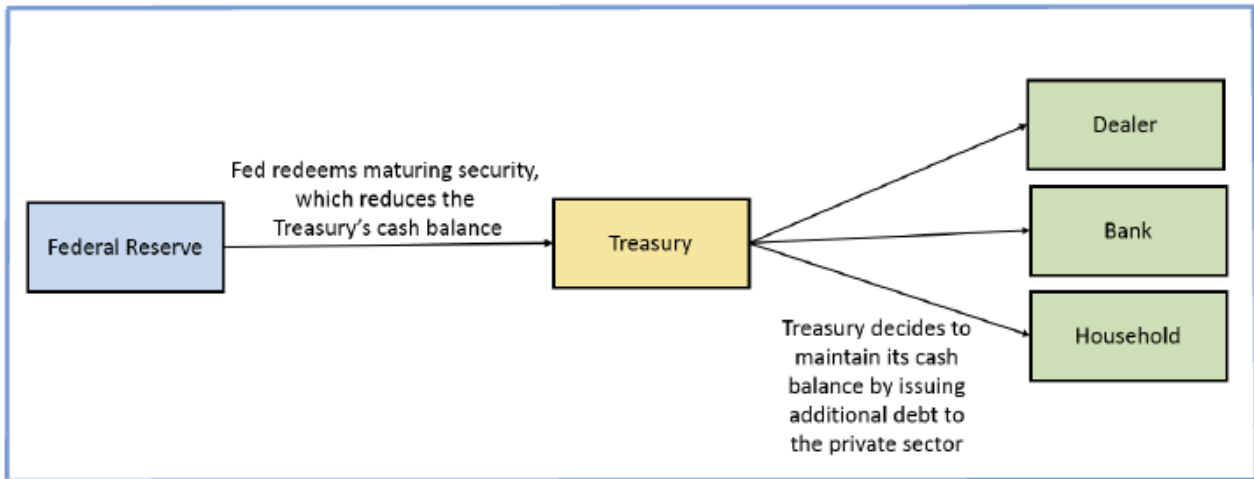 Fed redeems maturing security,
which reduces the
Treasury's cash balance
Federal Reserve
Treasury
Dealer
Bank
Household
Treasury decides to
maintain its cash
balance by issuing
additional debt to
the private sector